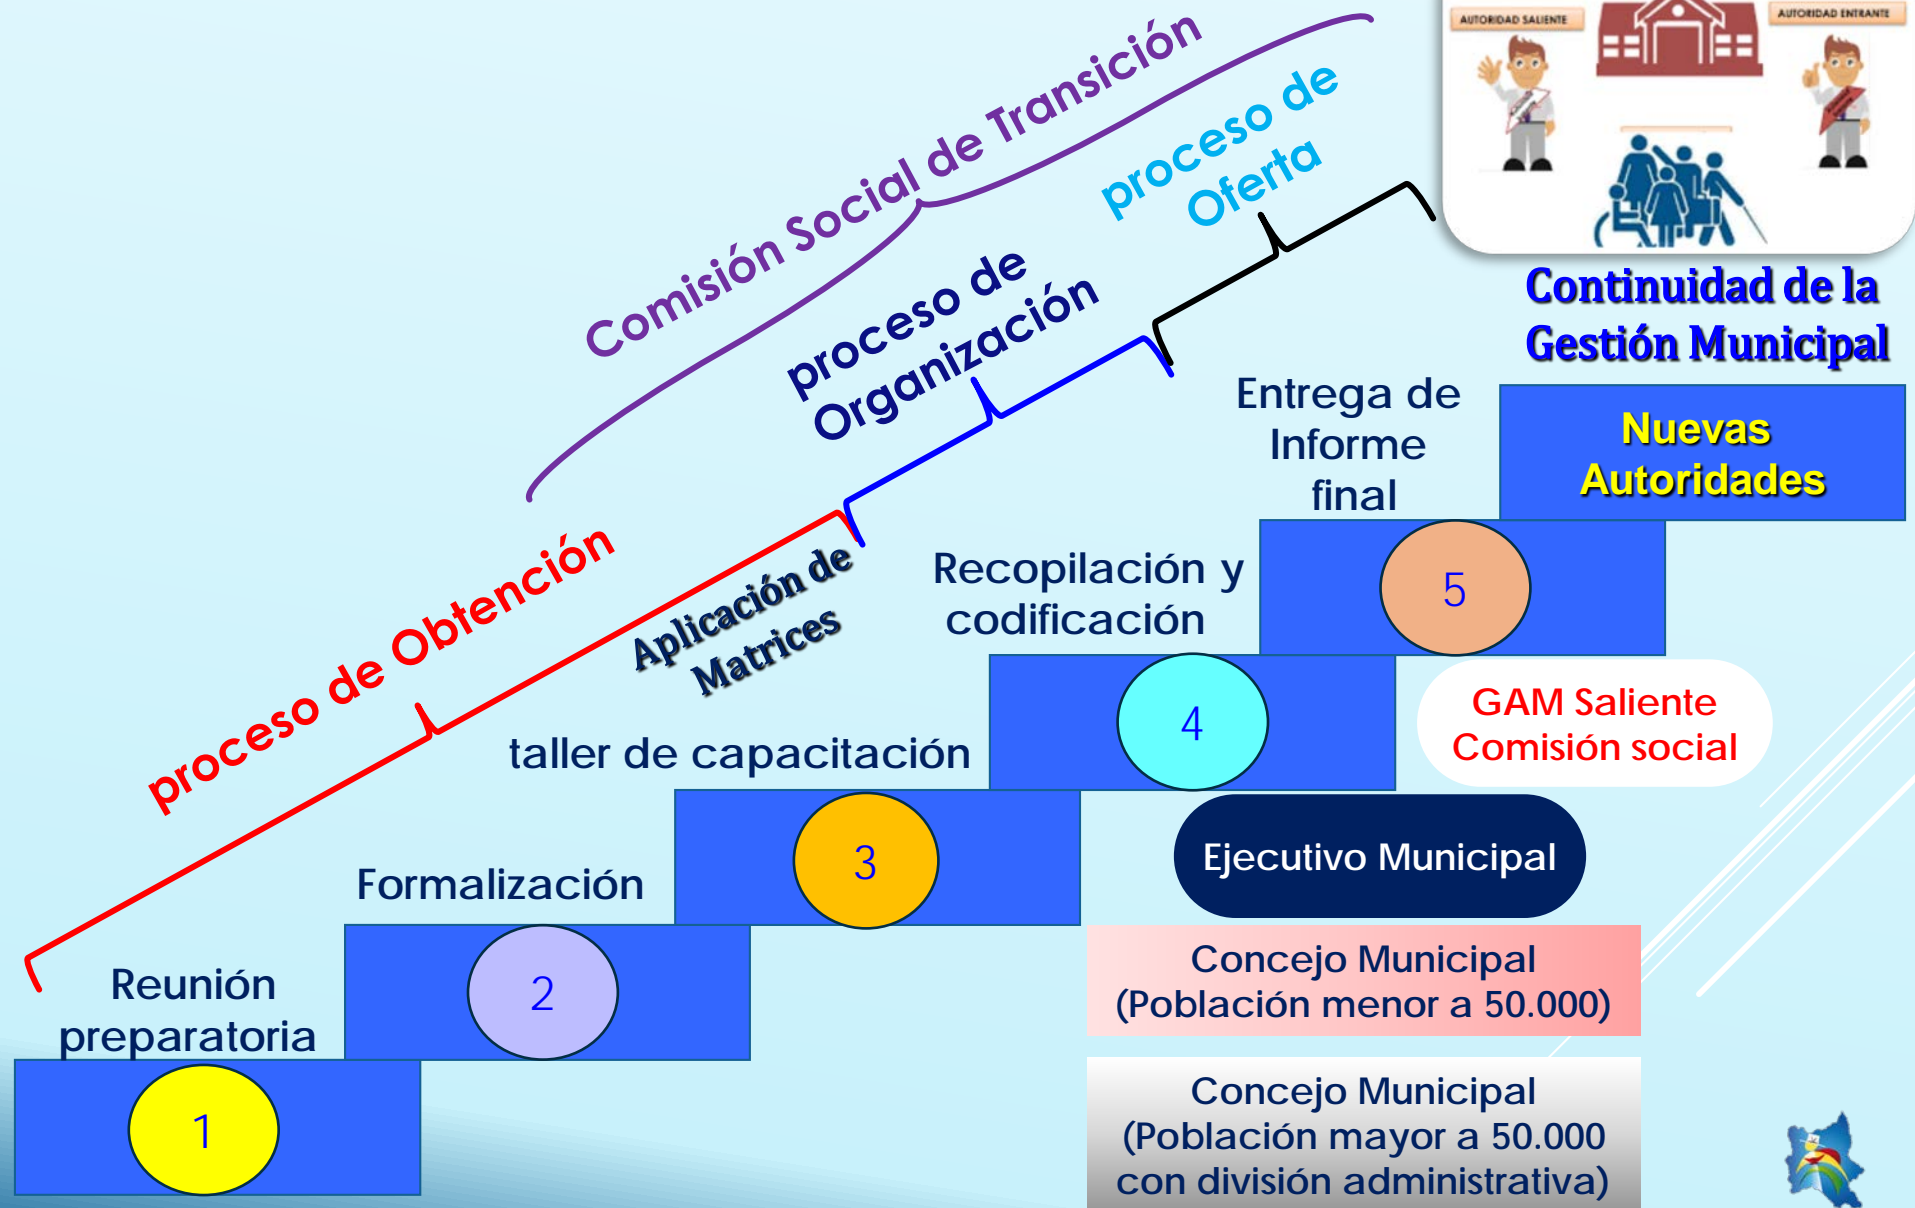 AUTORIDAD SALIENTE
AUTORIDAD ENTRANTE
Comisión Social de Transición
proceso de
Oferta
proceso de
Organización
proceso de Obtención
Continuidad de la
Gestión Municipal
Nuevas
Autoridades
Entrega de
Informe
final
5
Aplicación de
Matrices
Recopilación y
codificación
4
GAM Saliente
Comisión social
taller de capacitación
3
Ejecutivo Municipal
Formalización
2
Concejo Municipal
(Población menor a 50.000)
Reunión
preparatoria
1
Concejo Municipal
(Población mayor a 50.000
con división administrativa)